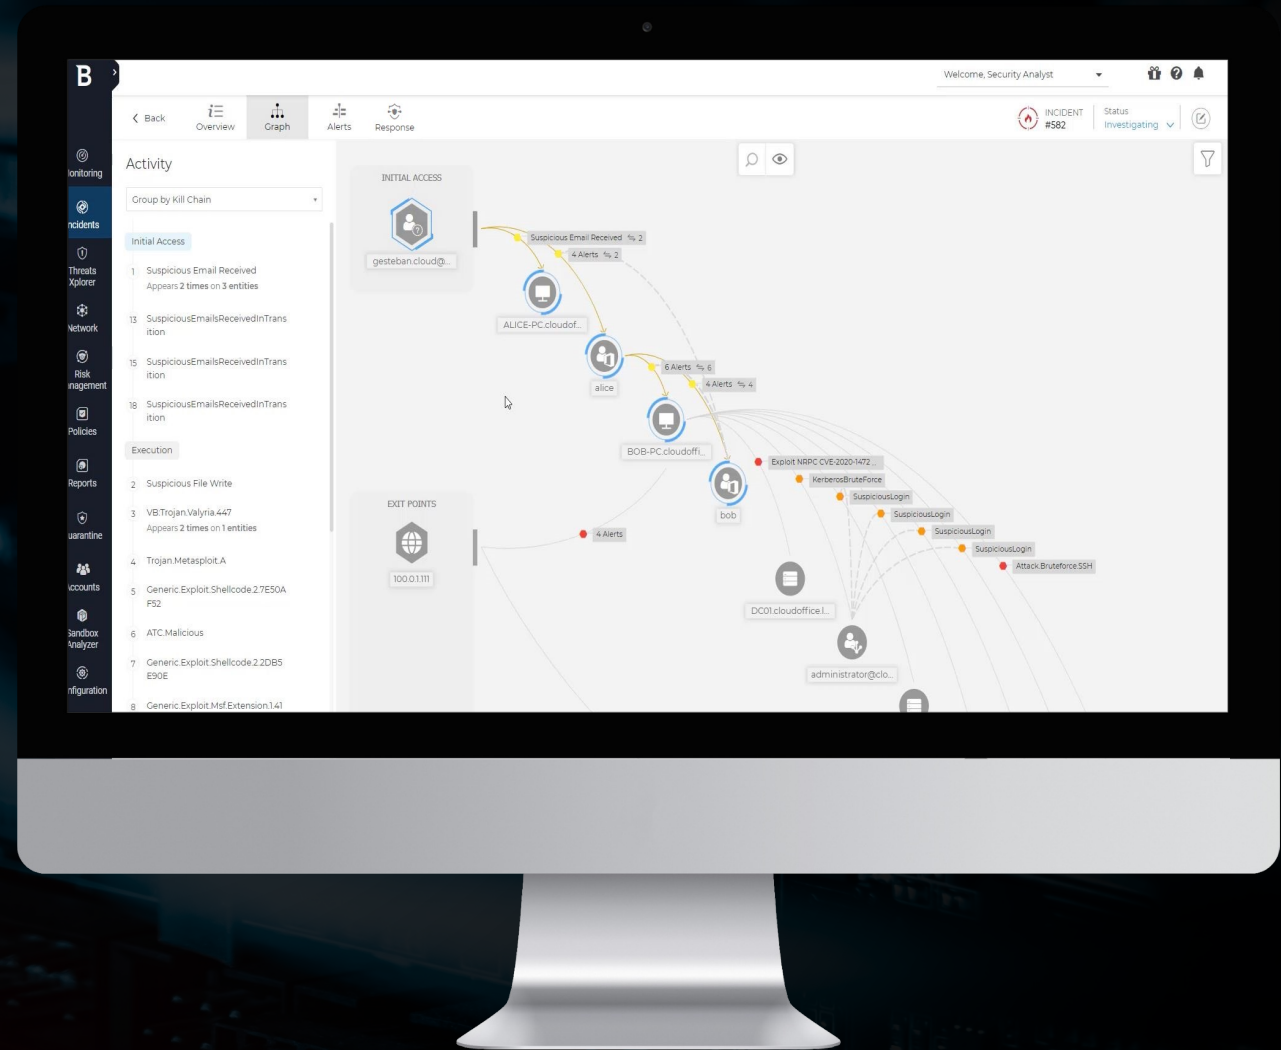 B
Welcome, Security Analyst
Back
Overview
Graph
Alerts
Response
INCIDENT
#582
Status
Investigating
onitoring
ncidents
Threats
Xplorer
Network
Risk
nagement
Policies
Reports
uarantine
Accounts
Sandbox
Analyzer
nfiguration
Activity
Group by Kill Chain
Initial Access
1 Suspicious Email Received
Appears 2 times on 3 entities
13 SuspiciousEmailsReceivedInTrans
ition
15 SuspiciousEmailsReceivedInTrans
ition
18 SuspiciousEmailsReceivedInTrans
ition
Execution
2 Suspicious File Write
3 VB:Trojan.Valyria.447
Appears 2 times on 1 entities
4 Trojan.Metasploit.A
5 Generic.Exploit.Shellcode.2.7E50A
F52
6 ATC.Malicious
7 Generic.Exploit.Shellcode.2.2DB5
E90E
8 Generic.Exploit.Msf.Extension.1.41
INITIAL ACCESS
gesteban.cloud@...
Suspicious Email Received 2
4 Alerts 2
ALICE-PC.cloudof...
alice
6 Alerts 6
4 Alerts 4
BOB-PC.cloudoffi...
bob
Exploit NRPC CVE-2020-1472 ...
KerberosBruteForce
SuspiciousLogin
SuspiciousLogin
SuspiciousLogin
SuspiciousLogin
Attack.Bruteforce.SSH
EXIT POINTS
100.0.1.111
4 Alerts
DC01.cloudoffice.l...
administrator@clo...